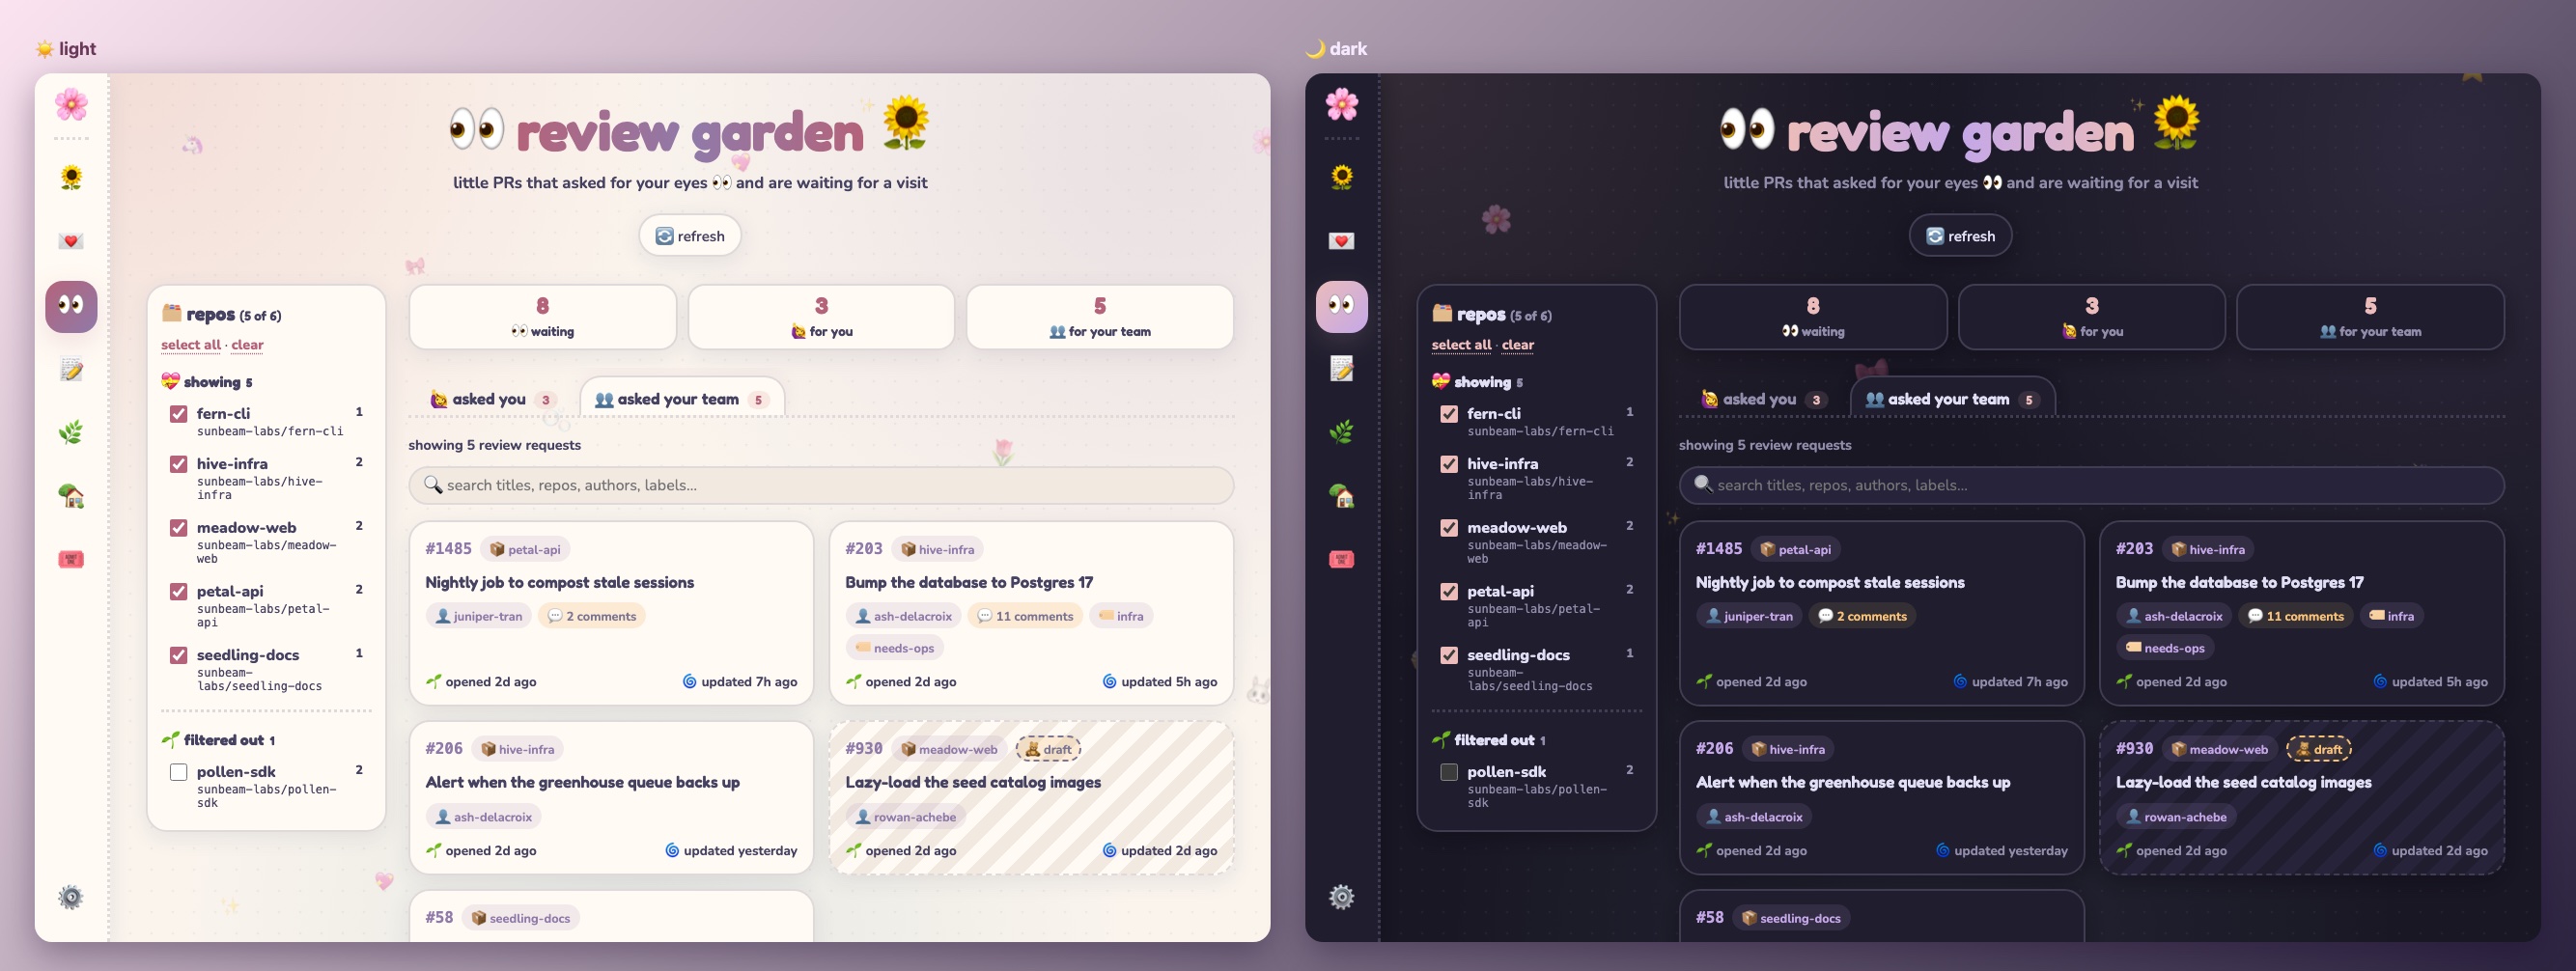 light
review garden
little PRs that asked for your eyes and are waiting for a visit
refresh
repos (5 of 6)
select all · clear
showing 5
fern-cli 1
sunbeam-labs/fern-cli
hive-infra 2
sunbeam-labs/hive-
infra
meadow-web 2
sunbeam-labs/meadow-
web
petal-api 2
sunbeam-labs/petal-
api
seedling-docs 1
sunbeam-
labs/seedling-docs
filtered out 1
pollen-sdk 2
sunbeam-labs/pollen-
sdk
8
waiting
3
for you
5
for your team
asked you 3
asked your team 5
showing 5 review requests
search titles, repos, authors, labels...
#1485 petal-api
Nightly job to compost stale sessions
juniper-tran 2 comments
opened 2d ago updated 7h ago
#203 hive-infra
Bump the database to Postgres 17
ash-delacroix 11 comments infra
needs-ops
opened 2d ago updated 5h ago
#206 hive-infra
Alert when the greenhouse queue backs up
ash-delacroix
opened 2d ago updated yesterday
#930 meadow-web draft
Lazy-load the seed catalog images
rowan-achebe
opened 2d ago updated 2d ago
#58 seedling-docs
dark
review garden
little PRs that asked for your eyes and are waiting for a visit
refresh
repos (5 of 6)
select all · clear
showing 5
fern-cli 1
sunbeam-labs/fern-cli
hive-infra 2
sunbeam-labs/hive-
infra
meadow-web 2
sunbeam-labs/meadow-
web
petal-api 2
sunbeam-labs/petal-
api
seedling-docs 1
sunbeam-
labs/seedling-docs
filtered out 1
pollen-sdk 2
sunbeam-labs/pollen-
sdk
8
waiting
3
for you
5
for your team
asked you 3
asked your team 5
showing 5 review requests
search titles, repos, authors, labels...
#1485 petal-api
Nightly job to compost stale sessions
juniper-tran 2 comments
opened 2d ago updated 7h ago
#203 hive-infra
Bump the database to Postgres 17
ash-delacroix 11 comments infra
needs-ops
opened 2d ago updated 5h ago
#206 hive-infra
Alert when the greenhouse queue backs up
ash-delacroix
opened 2d ago updated yesterday
#930 meadow-web draft
Lazy-load the seed catalog images
rowan-achebe
opened 2d ago updated 2d ago
#58 seedling-docs